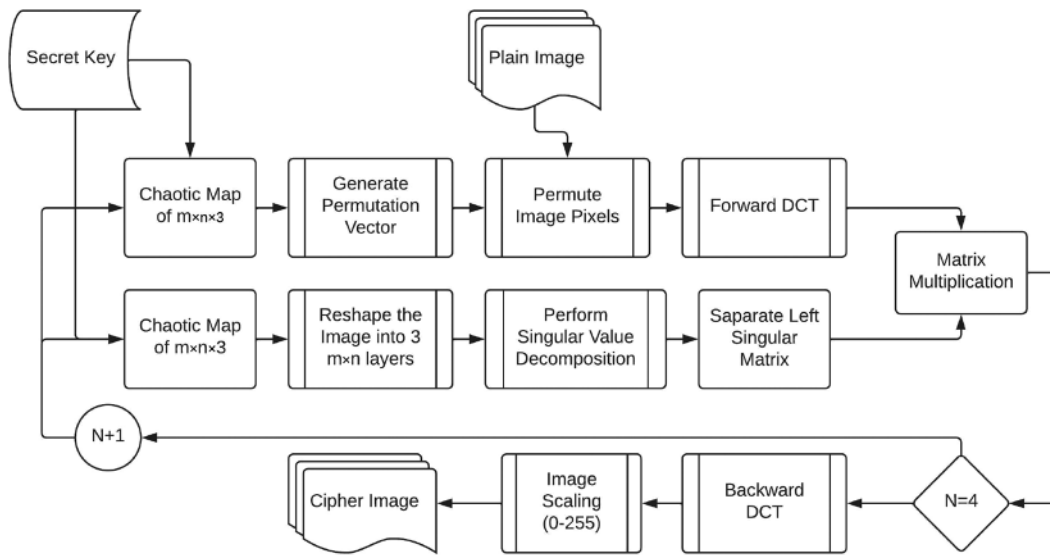 Secret Key
Plain Image
Chaotic Map
of m×n×3
Generate
Permutation
Vector
Permute
Image Pixels
Forward DCT
Matrix
Multiplication
Chaotic Map
of m×n×3
Reshape the
Image into 3
m×n layers
Perform
Singular Value
Decomposition
Saparate Left
Singular
Matrix
N+1
Cipher Image
Image
Scaling
(0-255)
Backward
DCT
N=4